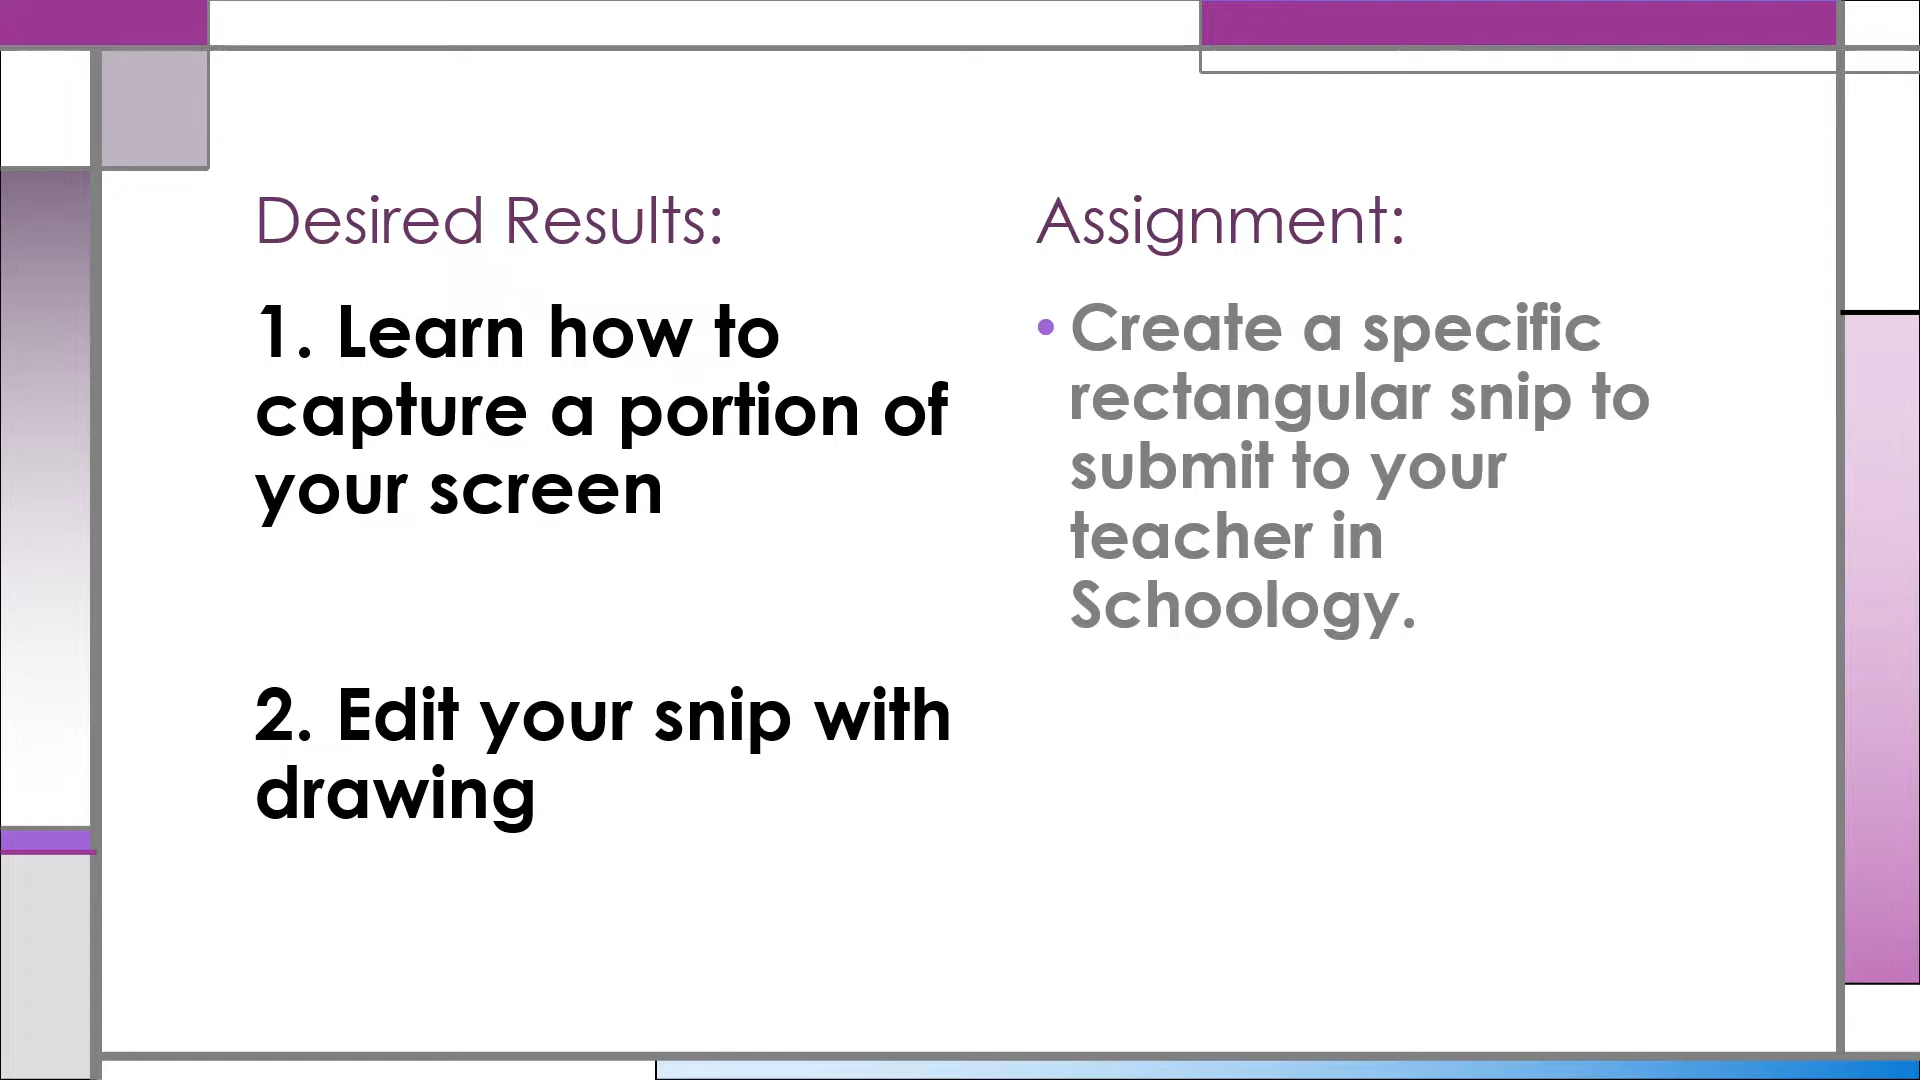 Desired Results:
1. Learn how to
capture a portion of
your screen
2. Edit your snip with
drawing
Assignment:
• Create a specific
rectangular snip to
submit to your
teacher in
Schoology.